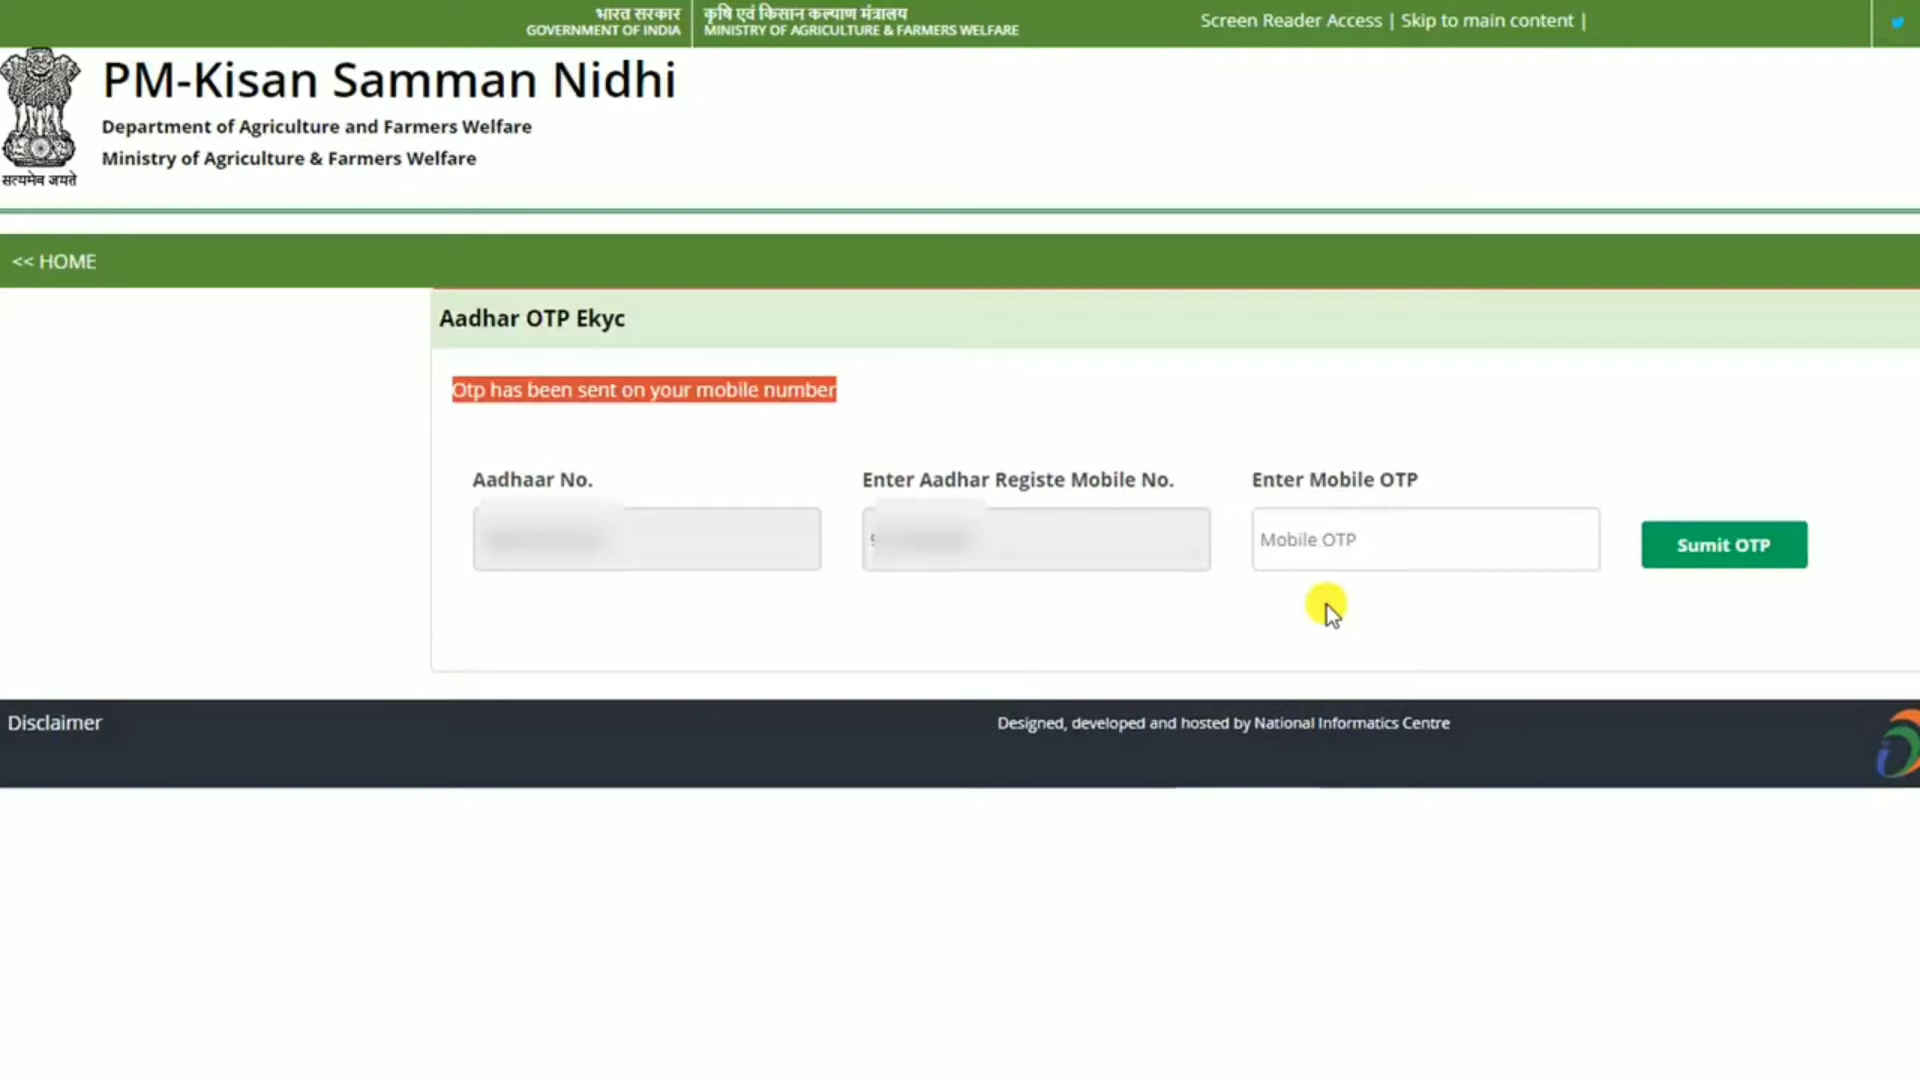 भारत सरकार
GOVERNMENT OF INDIA
कृषि एवं किसान कल्याण मंत्रालय
MINISTRY OF AGRICULTURE & FARMERS WELFARE
Screen Reader Access | Skip to main content |
PM-Kisan Samman Nidhi
Department of Agriculture and Farmers Welfare
Ministry of Agriculture & Farmers Welfare
सत्यमेव जयते
<< HOME
Aadhar OTP Ekyc
Otp has been sent on your mobile number
Aadhaar No.
Enter Aadhar Registe Mobile No.
Enter Mobile OTP
Mobile OTP
Sumit OTP
Disclaimer
Designed, developed and hosted by National Informatics Centre